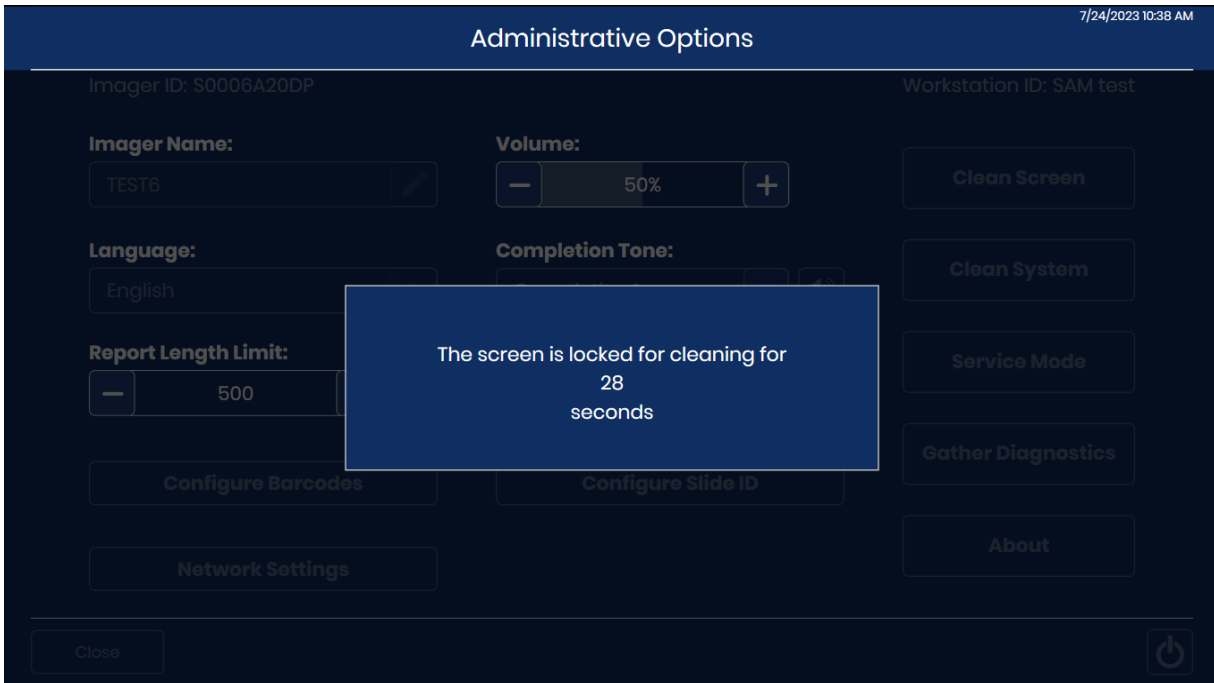 7/24/2023 10:38 AM
Administrative Options
Imager ID: S0006A20DP
Workstation ID: SAM test
Imager Name:
TEST6
Volume:
50%
Clean Screen
Language:
English
Completion Tone:
Clean System
Report Length Limit:
500
The screen is locked for cleaning for
28
seconds
Service Mode
Gather Diagnostics
Configure Barcodes
Configure Slide ID
About
Network Settings
Close